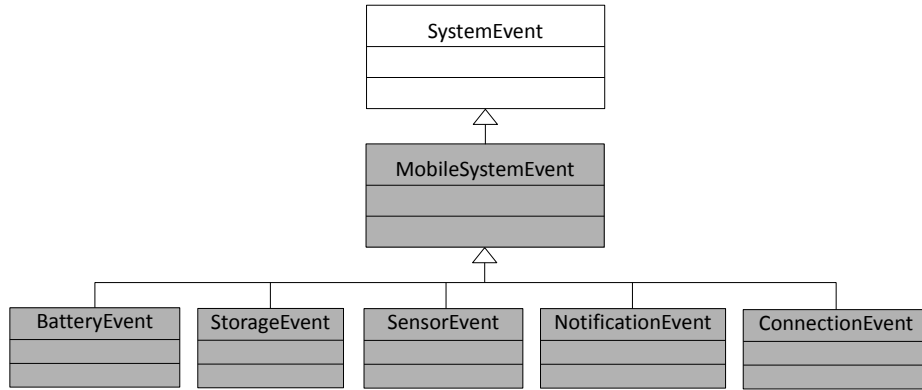 SystemEvent
MobileSystemEvent
BatteryEvent
StorageEvent
SensorEvent
NotificationEvent
ConnectionEvent